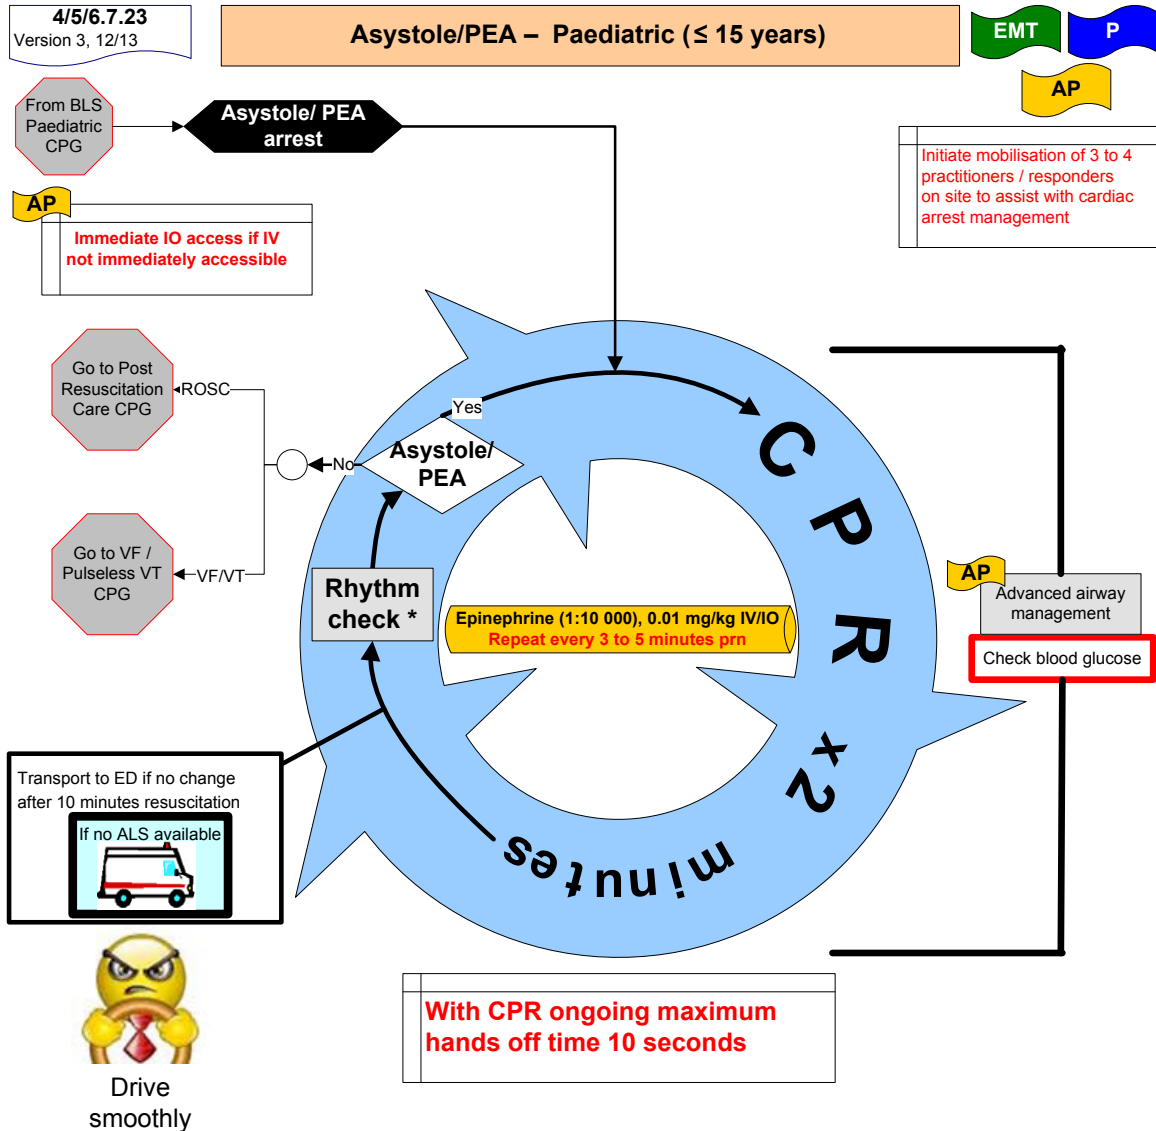 4/5/6.7.23
Version 3, 12/13
Asystole/PEA – Paediatric (≤ 15 years)
EMT
P
AP
From BLS
Paediatric
CPG
Asystole/ PEA
arrest
Initiate mobilisation of 3 to 4
practitioners / responders
on site to assist with cardiac
arrest management
AP
Immediate IO access if IV
not immediately accessible
Go to Post
Resuscitation
Care CPG
ROSC
Yes
Asystole/
PEA
No
Go to VF /
Pulseless VT
CPG
VF/VT
Rhythm
check *
Epinephrine (1:10 000), 0.01 mg/kg IV/IO
Repeat every 3 to 5 minutes prn
CPR x2 minutes
AP
Advanced airway
management
Check blood glucose
Transport to ED if no change
after 10 minutes resuscitation
If no ALS available
With CPR ongoing maximum
hands off time 10 seconds
Drive
smoothly